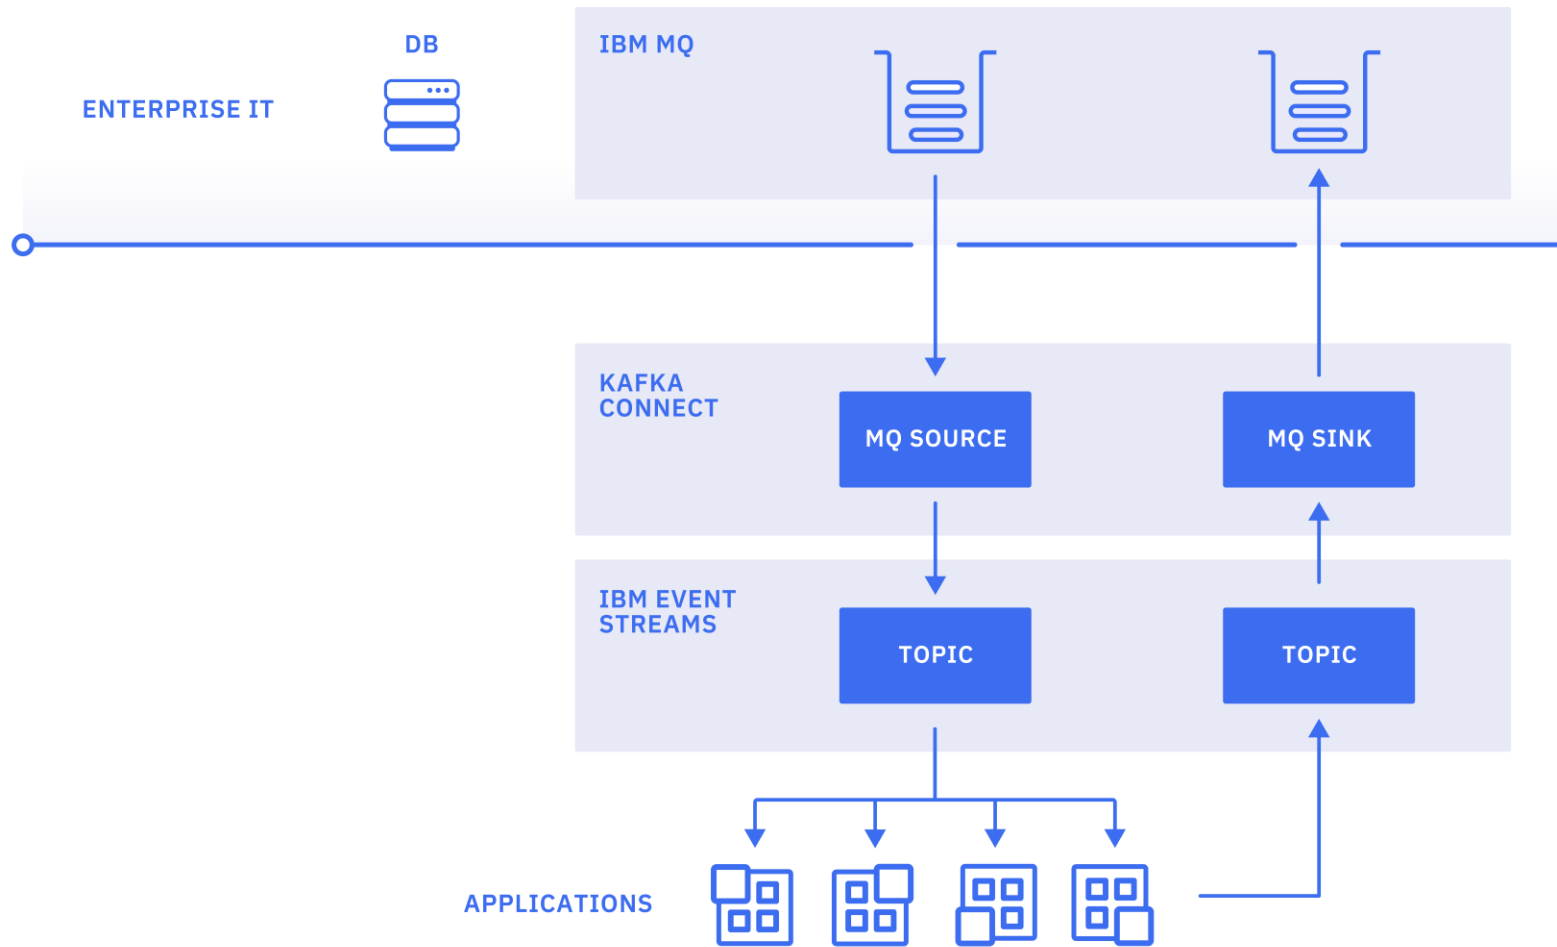 DB
IBM MQ
ENTERPRISE IT
KAFKA
CONNECT
MQ SOURCE
MQ SINK
IBM EVENT
STREAMS
TOPIC
TOPIC
APPLICATIONS